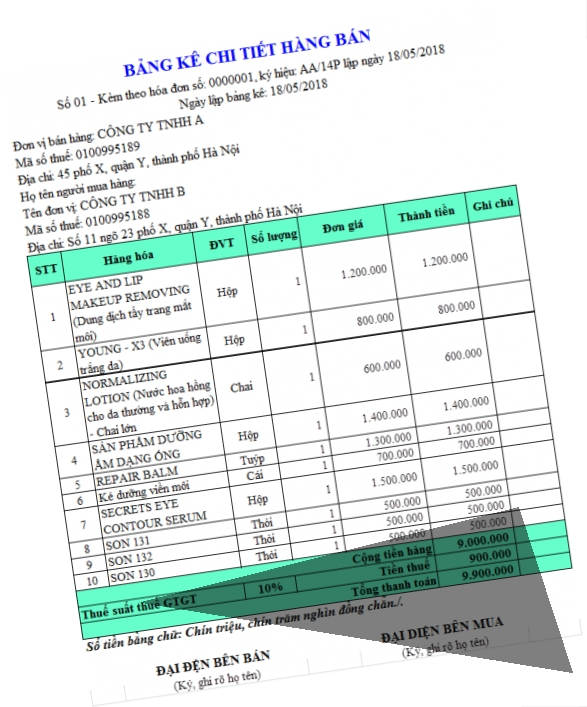 BẢNG KÊ CHI TIẾT HÀNG BÁN
Số 01 - Kèm theo hóa đơn số: 0000001, ký hiệu: AA/14P lập ngày 18/05/2018
Ngày lập bảng kê: 18/05/2018
Đơn vị bán hàng: CÔNG TY TNHH A
Mã số thuế: 0100995189
Địa chỉ: 45 phố X, quận Y, thành phố Hà Nội
Họ tên người mua hàng:
Tên đơn vị: CÔNG TY TNHH B
Mã số thuế: 0100995188
Địa chỉ: Số 11 ngõ 23 phố X, quận Y, thành phố Hà Nội
STT Hàng hóa ĐVT Số lượng Đơn giá Thành tiền Ghi chú
1 EYE AND LIP
MAKEUP REMOVING
(Dung dịch tẩy trang mắt
môi) Hộp 1 1.200.000 1.200.000
2 YOUNG - X3 (Viên uống
trắng da) Hộp 1 800.000 800.000
3 NORMALIZING
LOTION (Nước hoa hồng
cho da thường và hỗn hợp)
- Chai lớn Chai 1 600.000 600.000
4 SẢN PHẨM DƯỠNG
ẨM DẠNG ỐNG Hộp 1 1.400.000 1.400.000
5 REPAIR BALM Tuýp 1 1.300.000 1.300.000
6 Kẻ dưỡng viền môi Cái 1 700.000 700.000
7 SECRETS EYE
CONTOUR SERUM Hộp 1 1.500.000 1.500.000
8 SON 131 Thỏi 1 500.000 500.000
9 SON 132 Thỏi 1 500.000 500.000
10 SON 130 Thỏi 1 500.000 500.000
Cộng tiền hàng 9.000.000
Thuế suất thuế GTGT 10% Tiền thuế 900.000
Tổng thanh toán 9.900.000
Số tiền bằng chữ: Chín triệu, chín trăm nghìn đồng chẵn./.
ĐẠI ĐỆN BÊN BÁN ĐẠI DIỆN BÊN MUA
(Ký, ghi rõ họ tên) (Ký, ghi rõ họ tên)